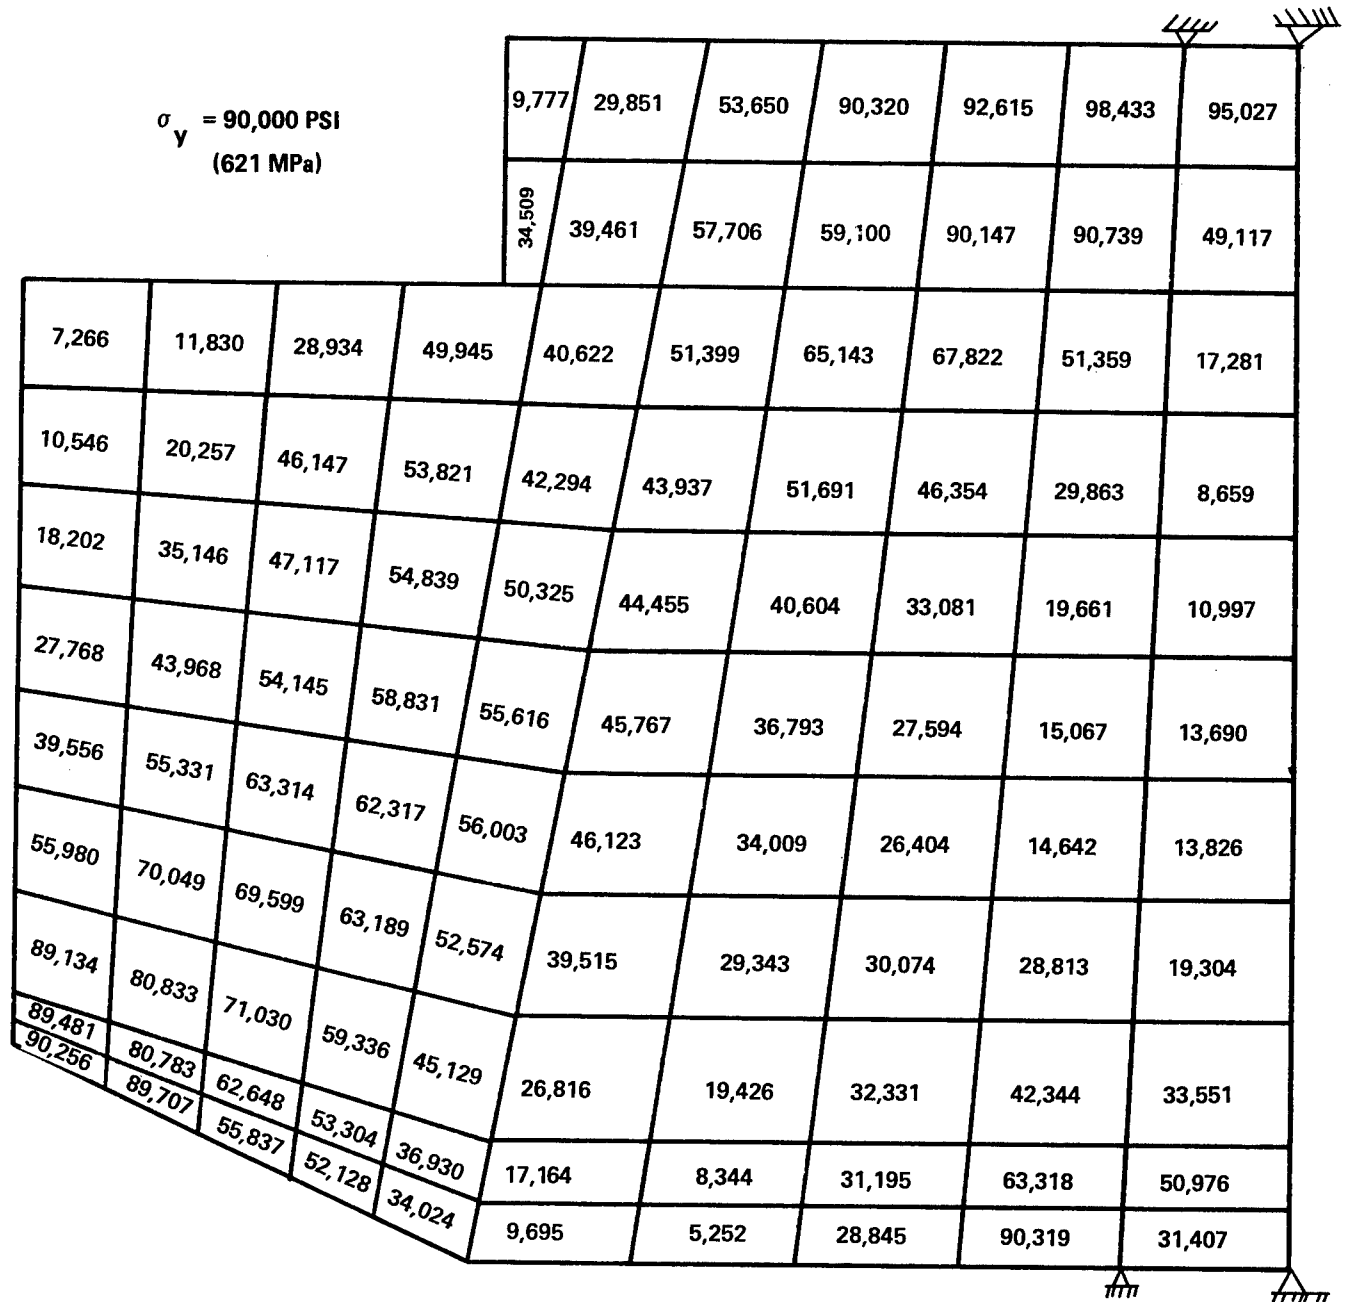 σy = 90,000 PSI
(621 MPa)
9,777 29,851 53,650 90,320 92,615 98,433 95,027
34,509 39,461 57,706 59,100 90,147 90,739 49,117
7,266 11,830 28,934 49,945 40,622 51,399 65,143 67,822 51,359 17,281
10,546 20,257 46,147 53,821 42,294 43,937 51,691 46,354 29,863 8,659
18,202 35,146 47,117 54,839 50,325 44,455 40,604 33,081 19,661 10,997
27,768 43,968 54,145 58,831 55,616 45,767 36,793 27,594 15,067 13,690
39,556 55,331 63,314 62,317 56,003 46,123 34,009 26,404 14,642 13,826
55,980 70,049 69,599 63,189 52,574 39,515 29,343 30,074 28,813 19,304
89,134 80,833 71,030 59,336 45,129 26,816 19,426 32,331 42,344 33,551
89,481 80,783 62,648 53,304 36,930 17,164 8,344 31,195 63,318 50,976
90,256 89,707 55,837 52,128 34,024 9,695 5,252 28,845 90,319 31,407